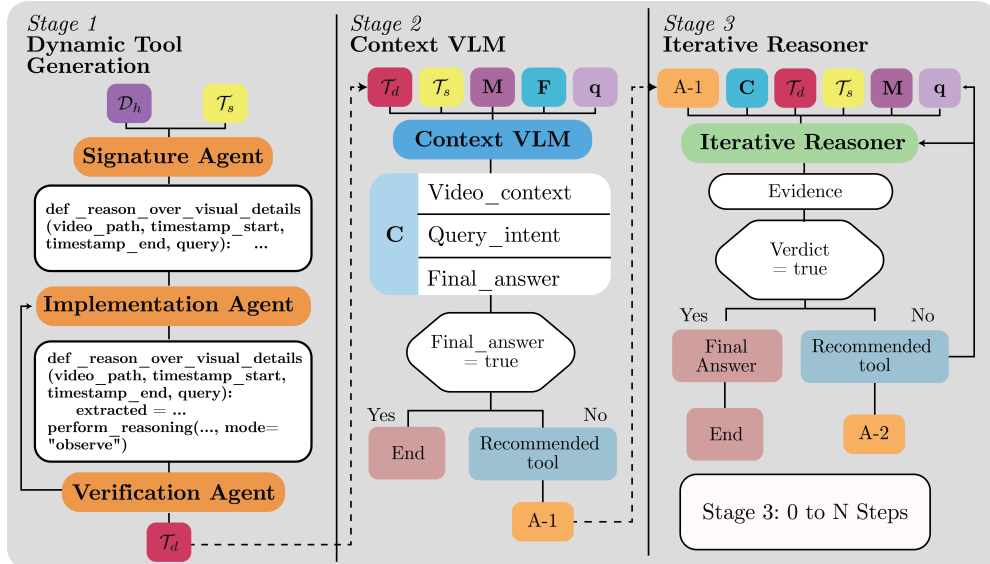 Stage 1
Dynamic Tool
Generation
𝒟ₕ
𝒯ₛ
Signature Agent
def _reason_over_visual_details
(video_path, timestamp_start,
timestamp_end, query): ...
Implementation Agent
def _reason_over_visual_details
(video_path, timestamp_start,
timestamp_end, query):
extracted = ...
perform_reasoning(..., mode=
"observe")
Verification Agent
𝒯d
Stage 2
Context VLM
𝒯d
𝒯ₛ
M
F
q
Context VLM
C
Video_context
Query_intent
Final_answer
Final_answer
= true
Yes
No
End
Recommended
tool
A-1
Stage 3
Iterative Reasoner
A-1
C
𝒯d
𝒯ₛ
M
q
Iterative Reasoner
Evidence
Verdict
= true
Yes
No
Final
Answer
Recommended
tool
End
A-2
Stage 3: 0 to N Steps